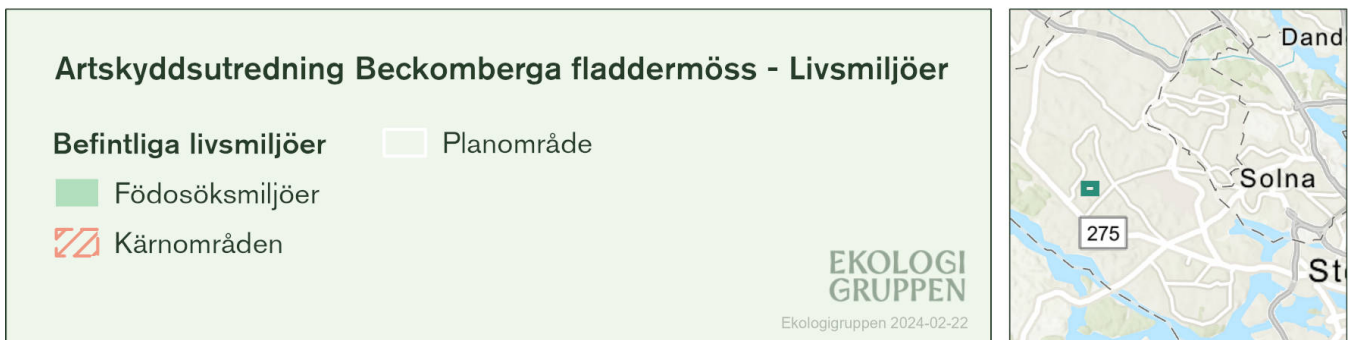 Artskyddsutredning Beckomberga fladdermöss - Livsmiljöer
Befintliga livsmiljöer
Planområde
Födosöksmiljöer
Kärnområden
EKOLOGI
GRUPPEN
Ekologigruppen 2024-02-22
Dand
Solna
275
St